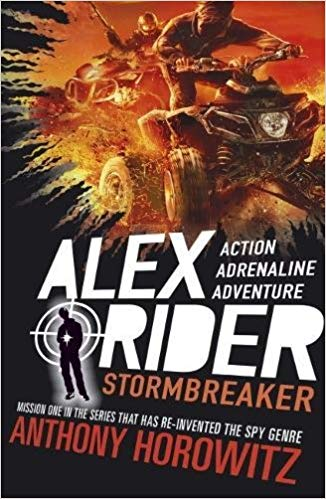 ACTION
ADRENALINE
ADVENTURE
ALEX
RIDER
STORMBREAKER
MISSION ONE IN THE SERIES THAT HAS RE-INVENTED THE SPY GENRE
ANTHONY HOROWITZ